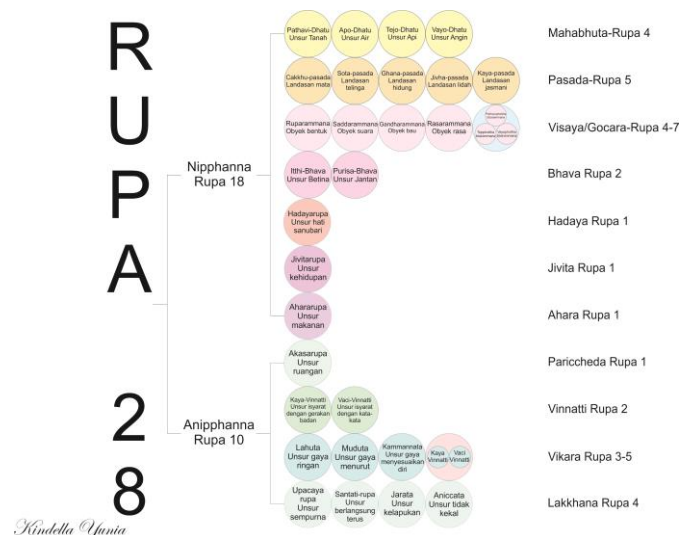 RUPA 28
Nipphanna
Rupa 18
Anipphanna
Rupa 10
Pathavi-Dhatu
Unsur Tanah
Apo-Dhatu
Unsur Air
Tejo-Dhatu
Unsur Api
Vayo-Dhatu
Unsur Angin
Mahabhuta-Rupa 4
Cakkhu-pasada
Landasan mata
Sota-pasada
Landasan
telinga
Ghana-pasada
Landasan
hidung
Jivha-pasada
Landasan lidah
Kaya-pasada
Landasan
jasmani
Pasada-Rupa 5
Ruparammana
Obyek bentuk
Saddarammana
Obyek suara
Gandharammana
Obyek bau
Rasarammana
Obyek rasa
Visaya/Gocara-Rupa 4-7
Itthi-Bhava
Unsur Betina
Purisa-Bhava
Unsur Jantan
Bhava Rupa 2
Hadayarupa
Unsur hati
sanubari
Hadaya Rupa 1
Jivitarupa
Unsur
kehidupan
Jivita Rupa 1
Ahararupa
Unsur
makanan
Ahara Rupa 1
Akasarupa
Unsur
ruangan
Pariccheda Rupa 1
Kaya-Vinnatti
Unsur isyarat
dengan gerakan
badan
Vaci-Vinnatti
Unsur isyarat
dengan kata-
kata
Vinnatti Rupa 2
Lahuta
Unsur gaya
ringan
Muduta
Unsur gaya
menurut
Kammannata
Unsur gaya
menyesuaikan
diri
Kaya
Vinnatti
Vaci
Vinnatti
Vikara Rupa 3-5
Upacaya
rupa
Unsur
sempurna
Santati-rupa
Unsur
berlangsung
terus
Jarata
Unsur
kelapukan
Aniccata
Unsur tidak
kekal
Lakkhana Rupa 4
Kindella Yunia